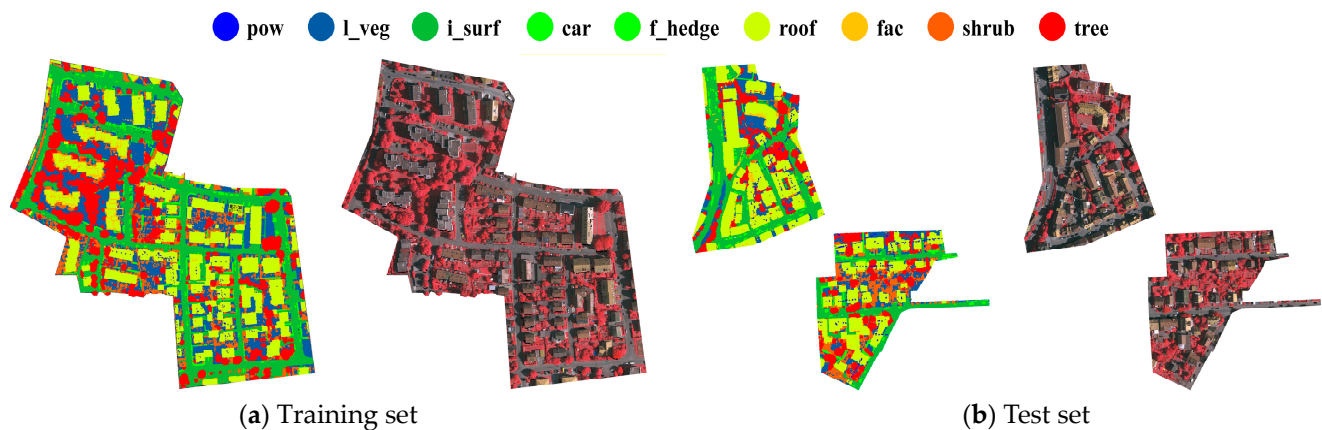 pow l_veg i_surf car f_hedge roof fac shrub tree
(a) Training set (b) Test set